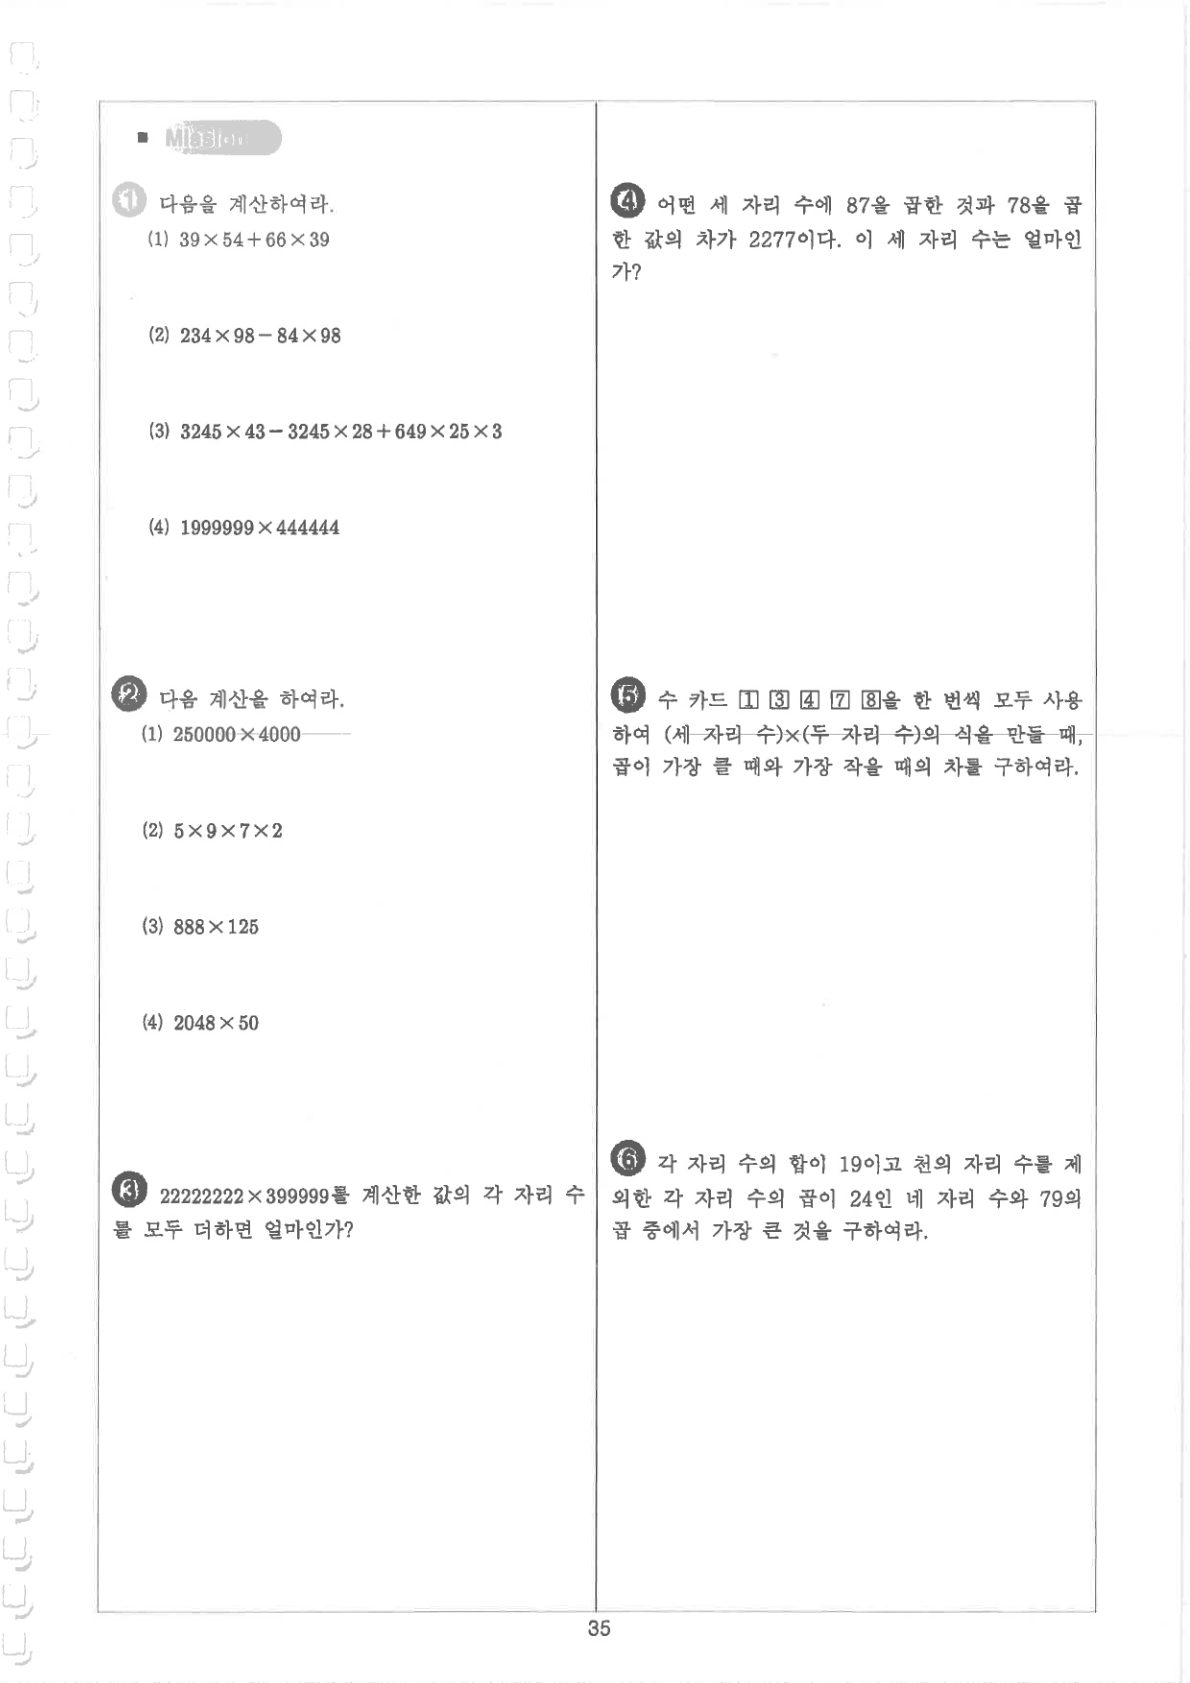 Mission
1 다음을 계산하여라.
(1) 39×54+66×39
(2) 234×98-84×98
(3) 3245×43-3245×28+649×25×3
(4) 1999999×444444
2 다음 계산을 하여라.
(1) 250000×4000
(2) 5×9×7×2
(3) 888×125
(4) 2048×50
3 22222222×399999를 계산한 값의 각 자리 수
를 모두 더하면 얼마인가?
4 어떤 세 자리 수에 87을 곱한 것과 78을 곱
한 값의 차가 2277이다. 이 세 자리 수는 얼마인
가?
5 수 카드 1 3 4 7 8을 한 번씩 모두 사용
하여 (세 자리 수)×(두 자리 수)의 식을 만들 때,
곱이 가장 클 때와 가장 작을 때의 차를 구하여라.
6 각 자리 수의 합이 19이고 천의 자리 수를 제
외한 각 자리 수의 곱이 24인 네 자리 수와 79의
곱 중에서 가장 큰 것을 구하여라.
35